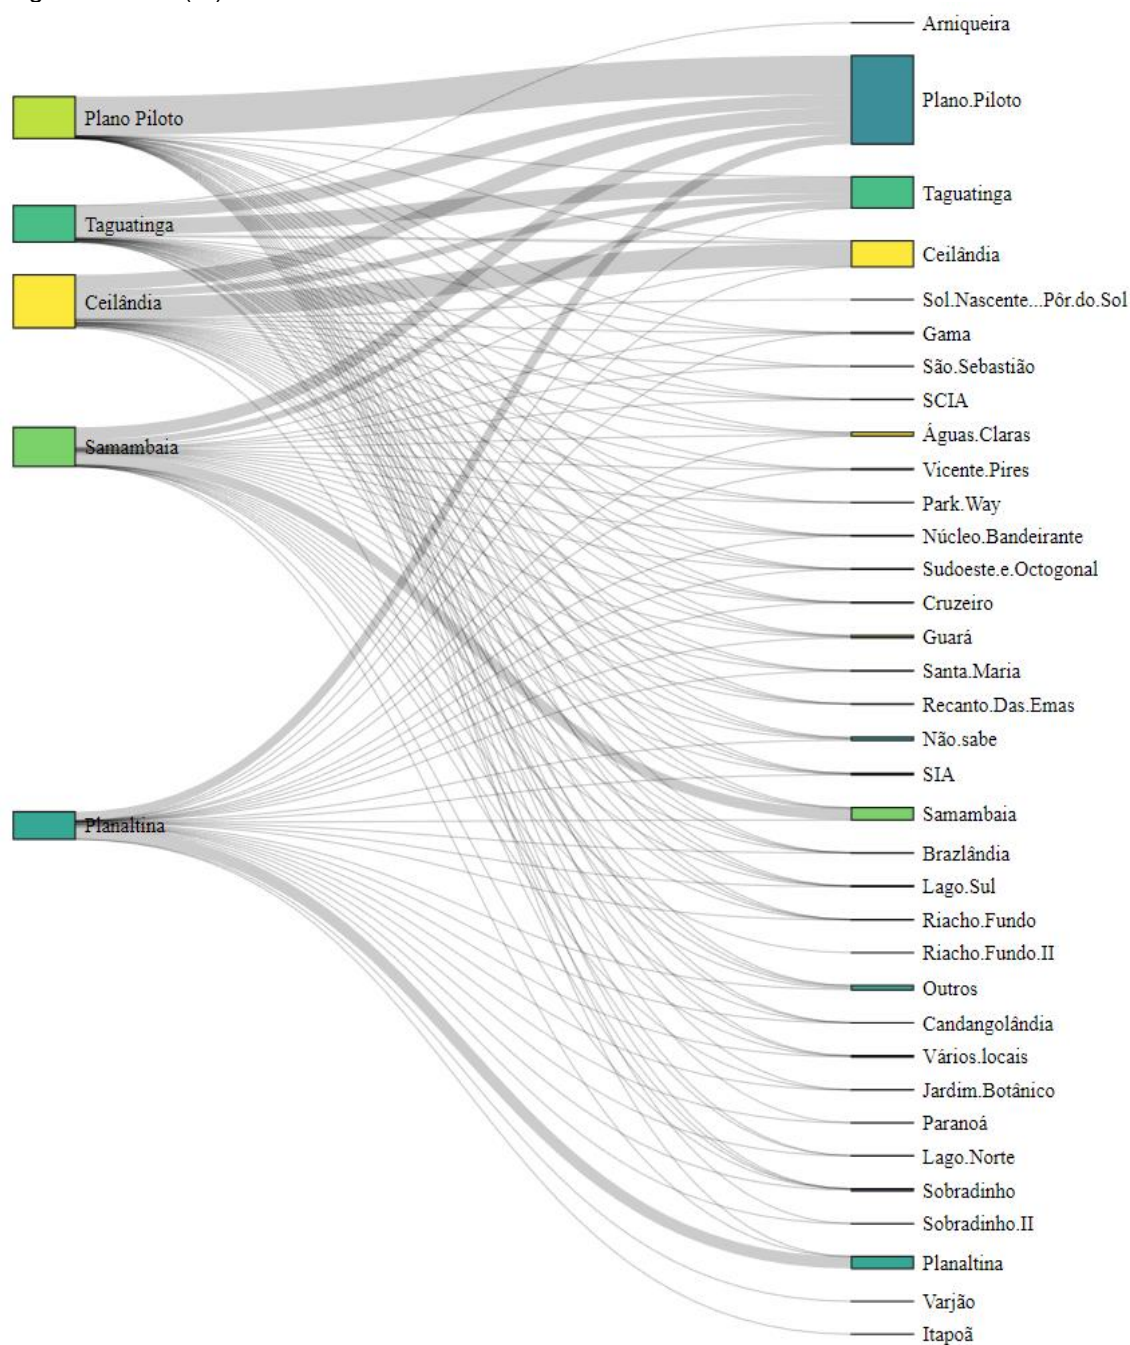 Arniqueira
Plano Piloto
Plano.Piloto
Taguatinga
Taguatinga
Ceilândia
Ceilândia
Sol.Nascente...Pôr.do.Sol
Gama
São.Sebastião
SCIA
Águas.Claras
Samambaia
Vicente.Pires
Park.Way
Núcleo.Bandeirante
Sudoeste.e.Octogonal
Cruzeiro
Guará
Santa.Maria
Recanto.Das.Emas
Não.sabe
SIA
Samambaia
Planaltina
Brazlândia
Lago.Sul
Riacho.Fundo
Riacho.Fundo.II
Outros
Candangolândia
Vários.locais
Jardim.Botânico
Paranoá
Lago.Norte
Sobradinho
Sobradinho.II
Planaltina
Varjão
Itapoã